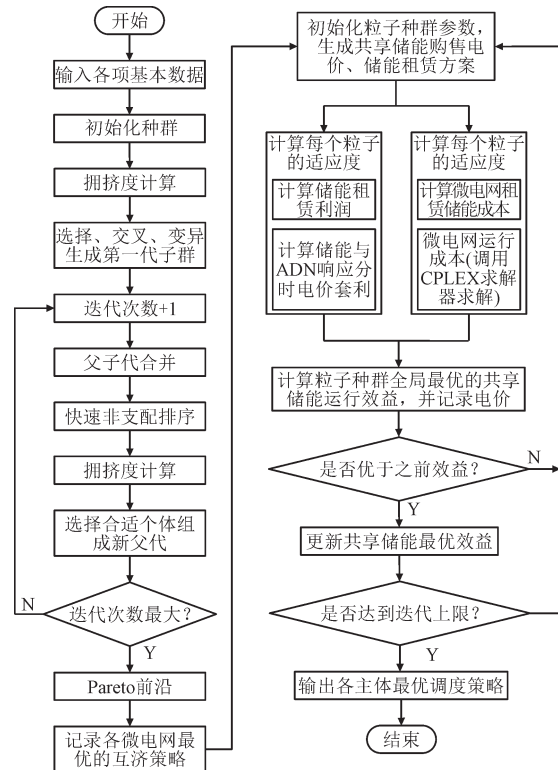 开始
输入各项基本数据
初始化种群
拥挤度计算
选择、交叉、变异
生成第一代子群
迭代次数+1
父子代合并
快速非支配排序
拥挤度计算
选择合适个体组
成新父代
迭代次数最大?
N
Y
Pareto前沿
记录各微电网最
优的互济策略
初始化粒子种群参数,
生成共享储能购售电
价、储能租赁方案
计算每个粒子
的适应度
计算储能租
赁利润
计算储能与
ADN响应分
时电价套利
计算每个粒子
的适应度
计算微电网租
赁储能成本
微电网运行
成本(调用
CPLEX求解
器求解)
计算粒子种群全局最优的共享
储能运行效益,并记录电价
是否优于之前效益?
N
Y
更新共享储能最优效益
是否达到迭代上限?
Y
输出各主体最优调度策略
结束